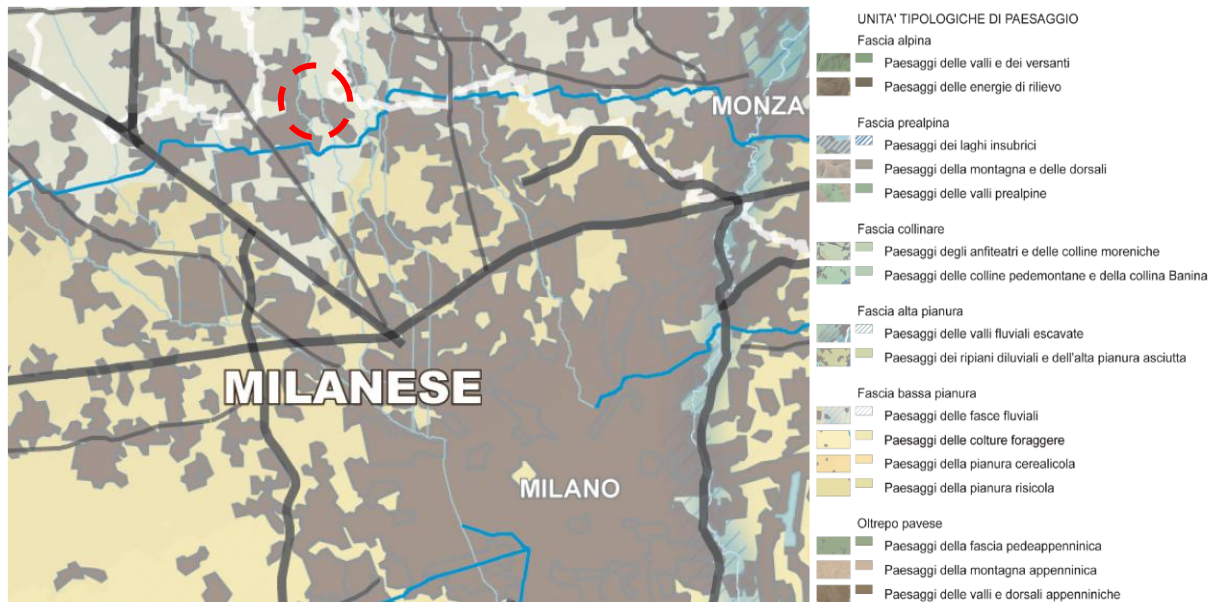 MONZA
MILANESE
MILANO
UNITA' TIPOLOGICHE DI PAESAGGIO
Fascia alpina
Paesaggi delle valli e dei versanti
Paesaggi delle energie di rilievo
Fascia prealpina
Paesaggi dei laghi insubrici
Paesaggi della montagna e delle dorsali
Paesaggi delle valli prealpine
Fascia collinare
Paesaggi degli anfiteatri e delle colline moreniche
Paesaggi delle colline pedemontane e della collina Banina
Fascia alta pianura
Paesaggi delle valli fluviali escavate
Paesaggi dei ripiani diluviali e dell'alta pianura asciutta
Fascia bassa pianura
Paesaggi delle fasce fluviali
Paesaggi delle colture foraggere
Paesaggi della pianura cerealicola
Paesaggi della pianura risicola
Oltrepo pavese
Paesaggi della fascia pedeappenninica
Paesaggi della montagna appenninica
Paesaggi delle valli e dorsali appenniniche